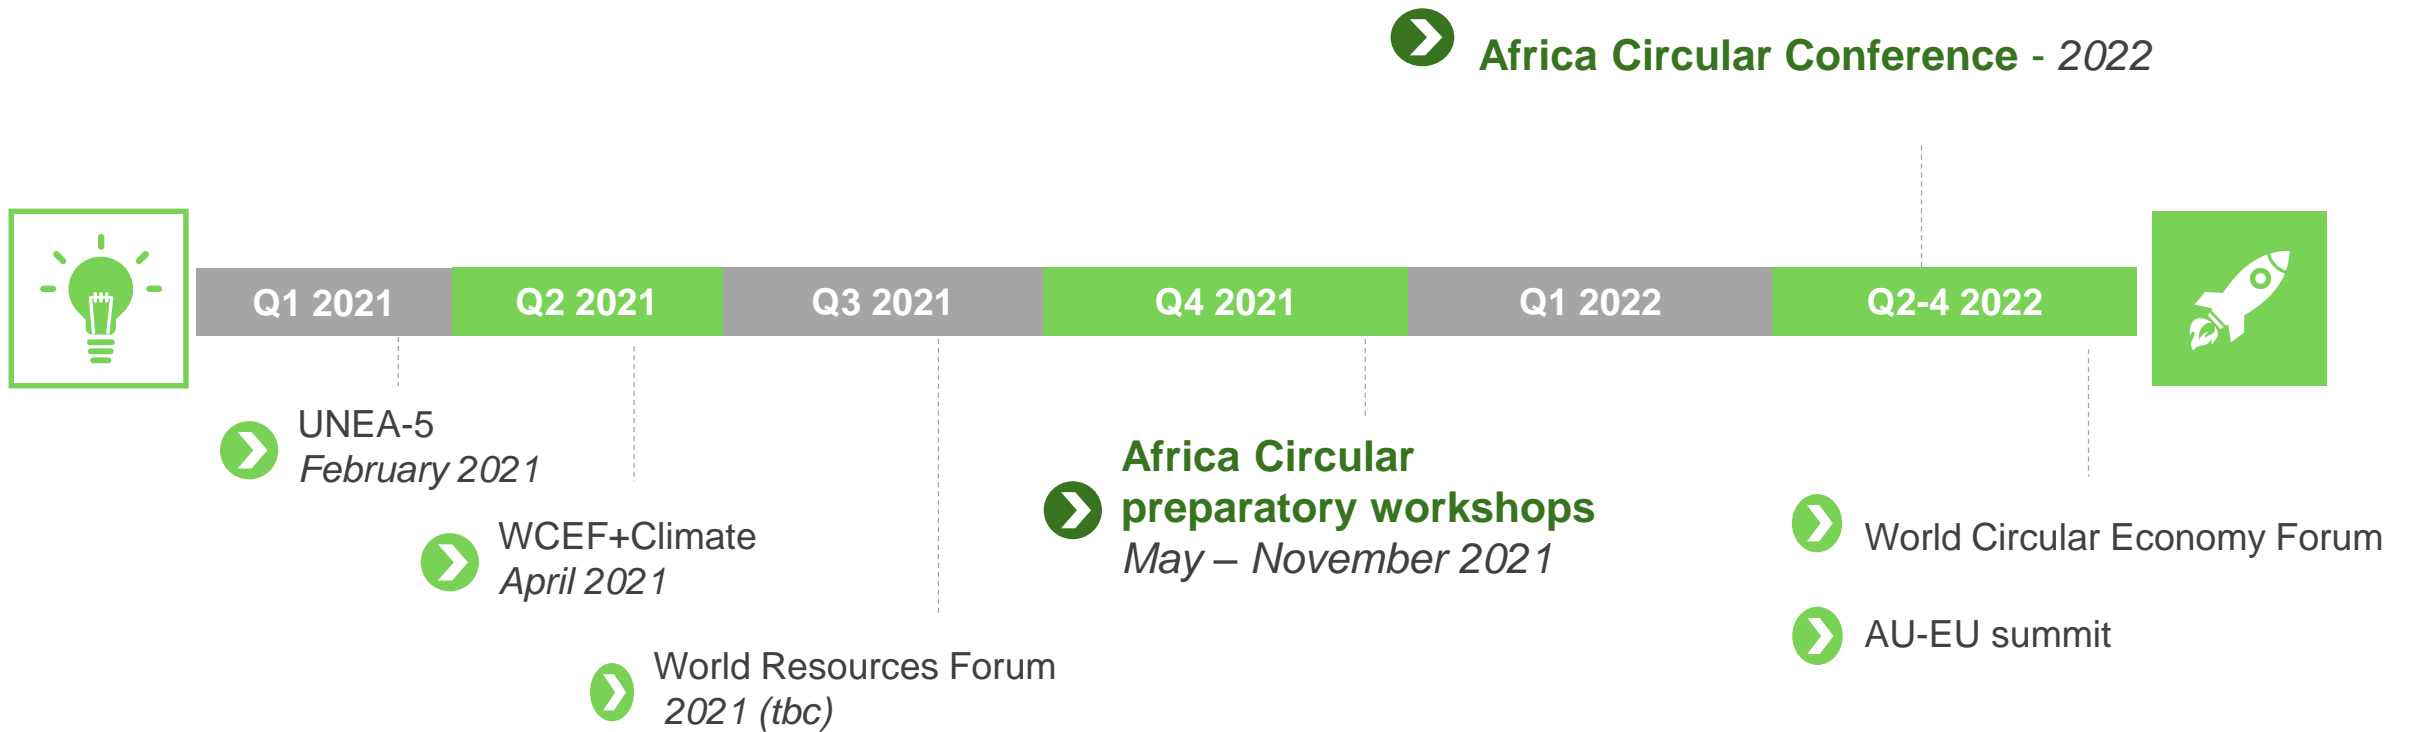 Africa Circular Conference - 2022
Q1 2021
Q2 2021
Q3 2021
Q4 2021
Q1 2022
Q2-4 2022
UNEA-5
February 2021
WCEF+Climate
April 2021
World Resources Forum
2021 (tbc)
Africa Circular
preparatory workshops
May – November 2021
World Circular Economy Forum
AU-EU summit